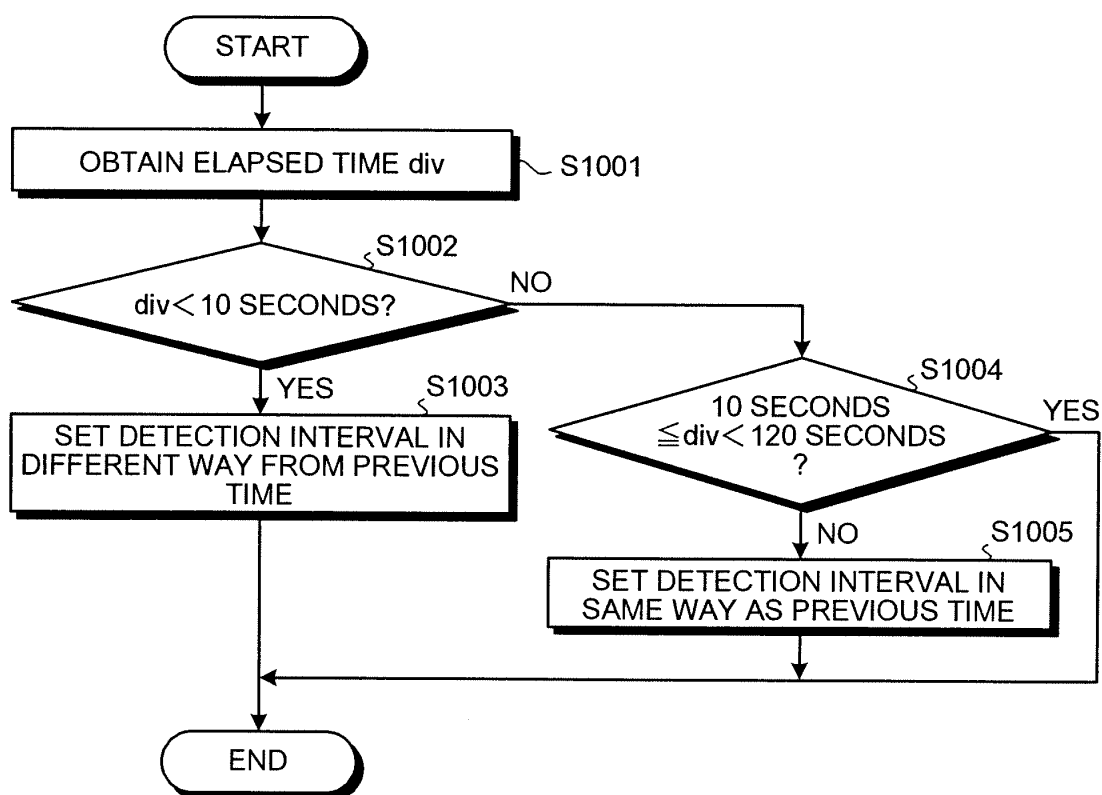 START
OBTAIN ELAPSED TIME div
S1001
S1002
div＜10 SECONDS?
NO
YES
S1003
SET DETECTION INTERVAL IN
DIFFERENT WAY FROM PREVIOUS
TIME
S1004
10 SECONDS
≦div＜120 SECONDS
?
YES
NO
S1005
SET DETECTION INTERVAL IN
SAME WAY AS PREVIOUS TIME
END